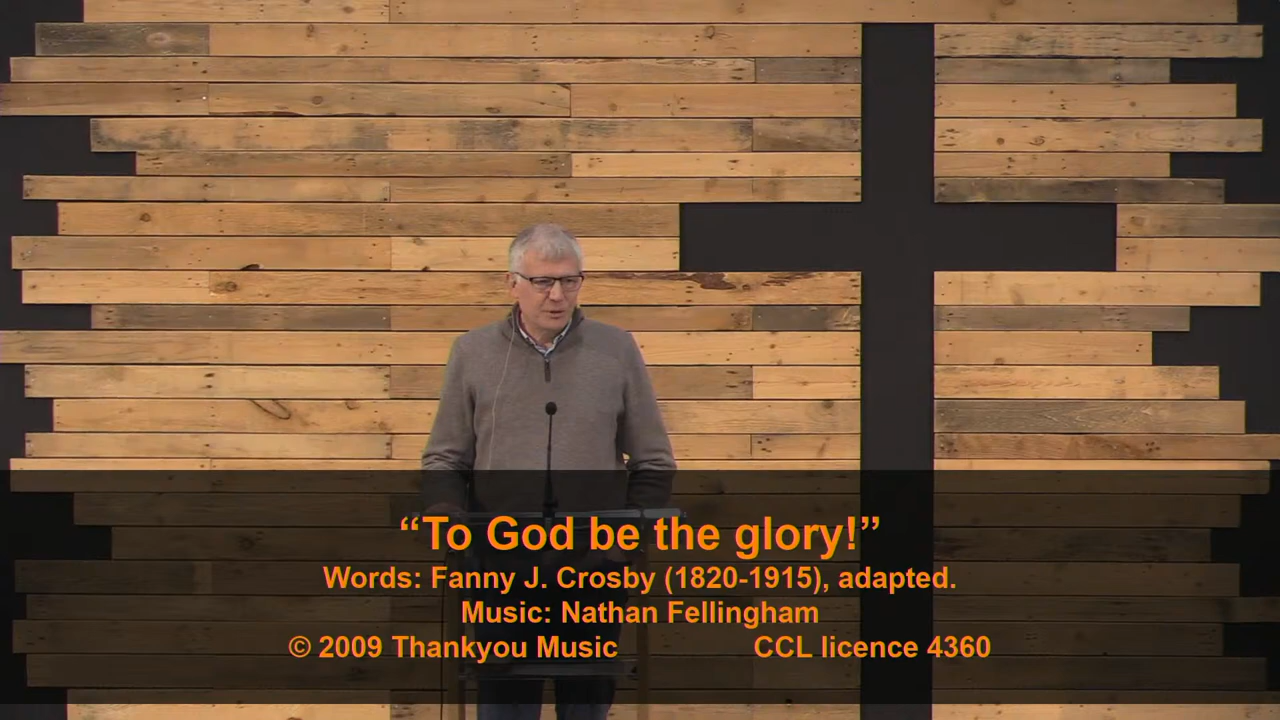 “To God be the glory!”
Words: Fanny J. Crosby (1820-1915), adapted.
Music: Nathan Fellingham
© 2009 Thankyou Music CCL licence 4360